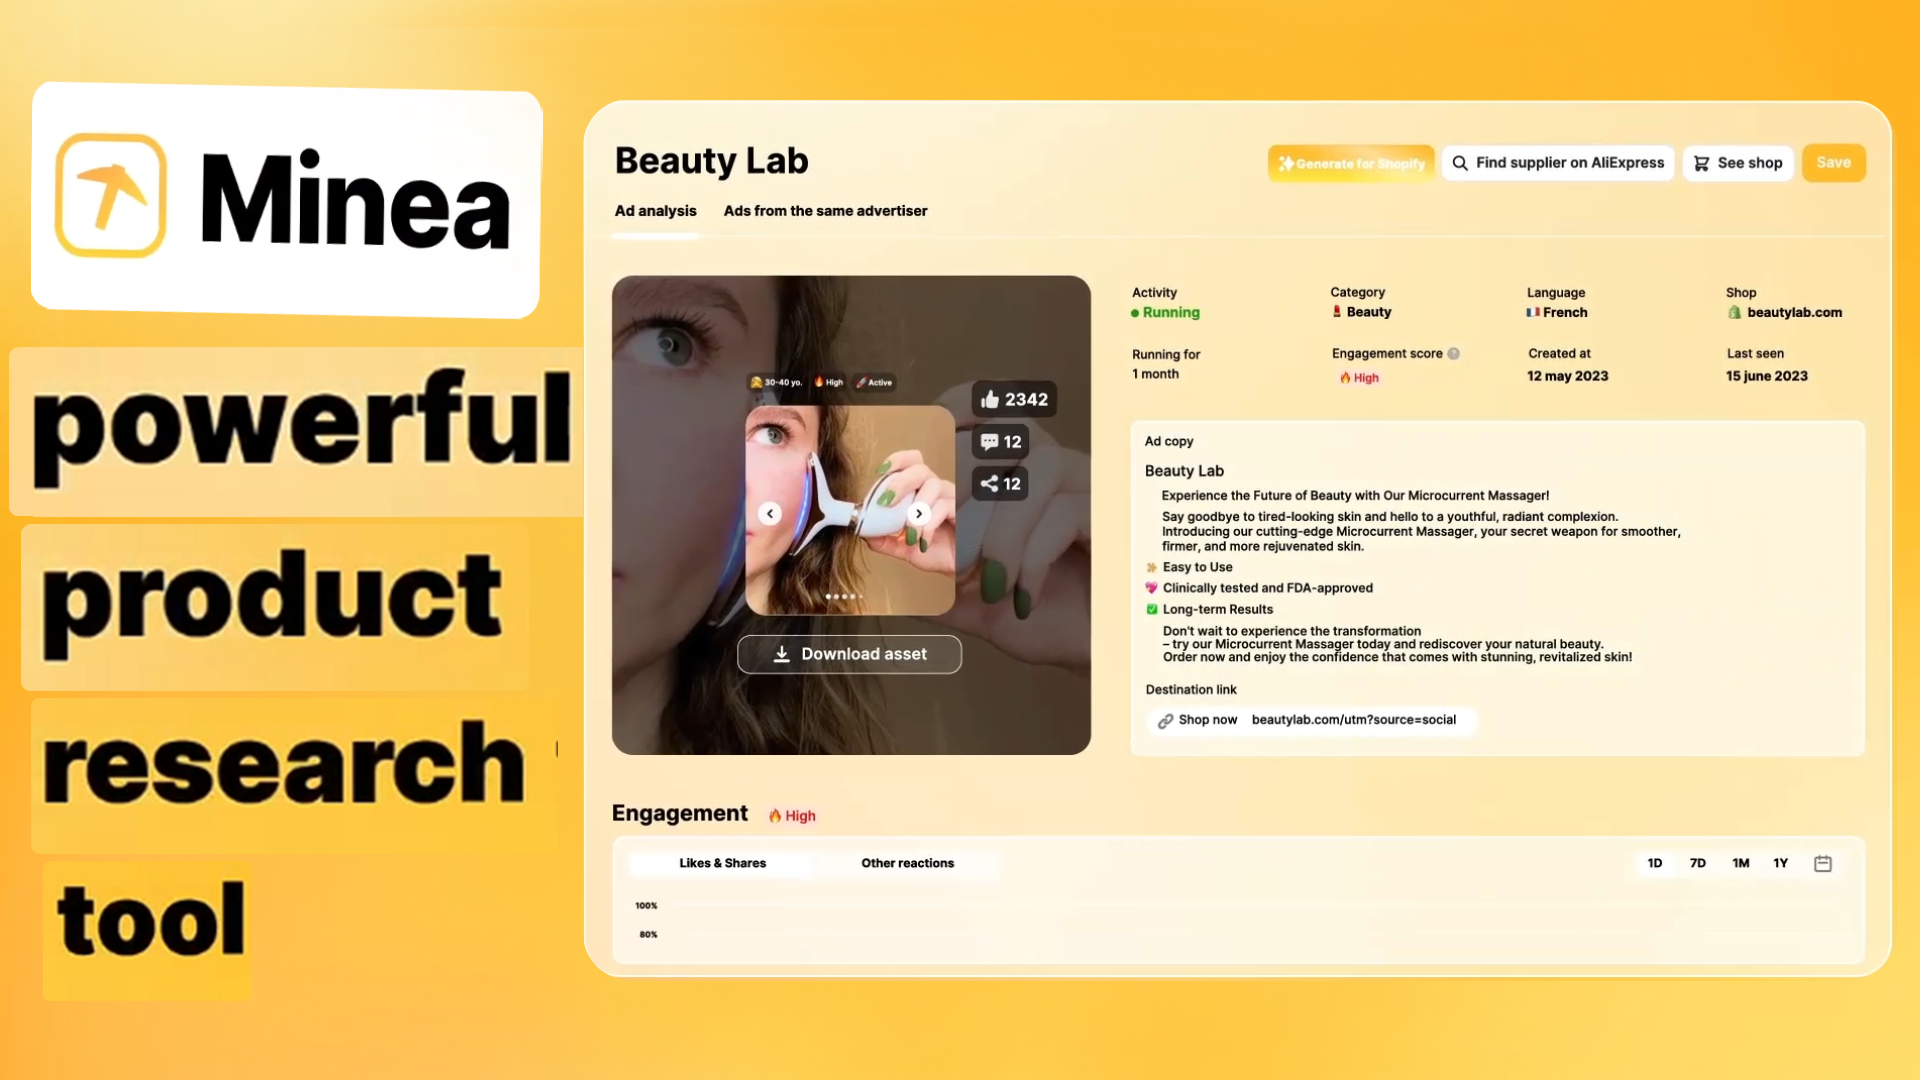 Minea
powerful
product
research
tool
Beauty Lab
Generate for Shopify
Find supplier on AliExpress
See shop
Save
Ad analysis
Ads from the same advertiser
30-40 yo.
High
Active
2342
12
12
Download asset
Activity
Running
Category
Beauty
Language
French
Shop
beautylab.com
Running for
1 month
Engagement score ?
High
Created at
12 may 2023
Last seen
15 june 2023
Ad copy
Beauty Lab
Experience the Future of Beauty with Our Microcurrent Massager!
Say goodbye to tired-looking skin and hello to a youthful, radiant complexion.
Introducing our cutting-edge Microcurrent Massager, your secret weapon for smoother,
firmer, and more rejuvenated skin.
Easy to Use
Clinically tested and FDA-approved
Long-term Results
Don't wait to experience the transformation
– try our Microcurrent Massager today and rediscover your natural beauty.
Order now and enjoy the confidence that comes with stunning, revitalized skin!
Destination link
Shop now beautylab.com/utm?source=social
Engagement
High
Likes & Shares
Other reactions
1D
7D
1M
1Y
100%
80%